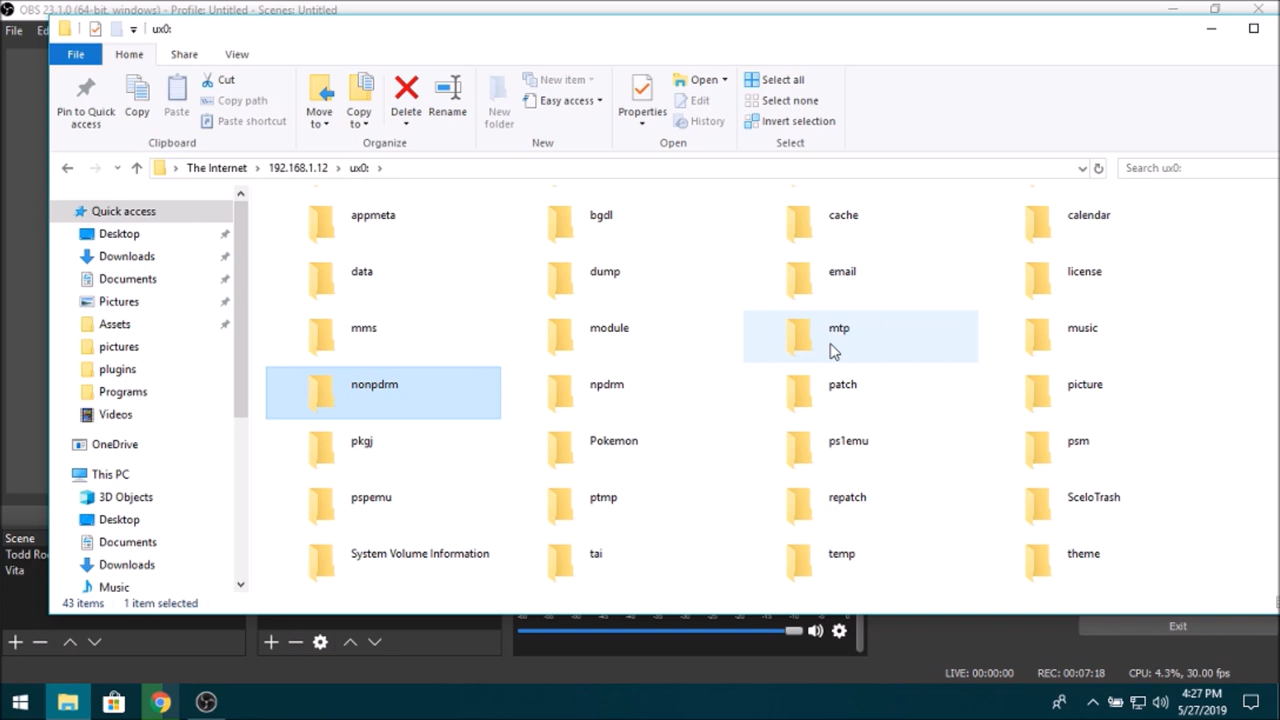 OBS 23.1.0 (64-bit, windows) - Profile: Untitled - Scenes: Untitled
File
ux0:
File Home Share View
Pin to Quick access
Copy
Paste
Cut
Copy path
Paste shortcut
Clipboard
Move to
Copy to
Delete
Rename
Organize
New folder
New item
Easy access
New
Properties
Open
Edit
History
Open
Select all
Select none
Invert selection
Select
The Internet > 192.168.1.12 > ux0: >
Search ux0:
Quick access
Desktop
Downloads
Documents
Pictures
Assets
pictures
plugins
Programs
Videos
OneDrive
This PC
3D Objects
Desktop
Documents
Downloads
Music
appmeta bgdl cache calendar
data dump email license
mms module mtp music
nonpdrm npdrm patch picture
pkgj Pokemon ps1emu psm
pspemu ptmp repatch SceloTrash
System Volume Information tai temp theme
43 items 1 item selected
Scene
Todd Ro
Vita
Exit
LIVE: 00:00:00 REC: 00:07:18 CPU: 4.3%, 30.00 fps
4:27 PM
5/27/2019